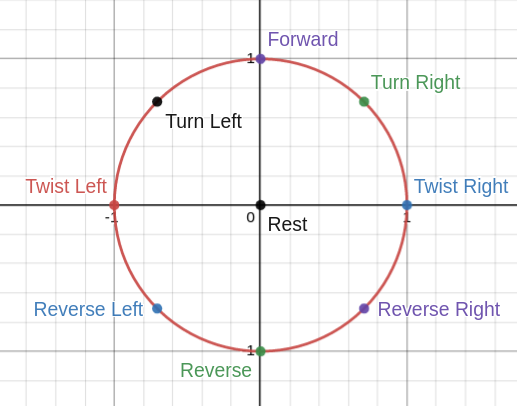 Forward
1
Turn Right
Turn Left
Twist Left
Twist Right
-1
0
1
Rest
Reverse Left
Reverse Right
1
Reverse